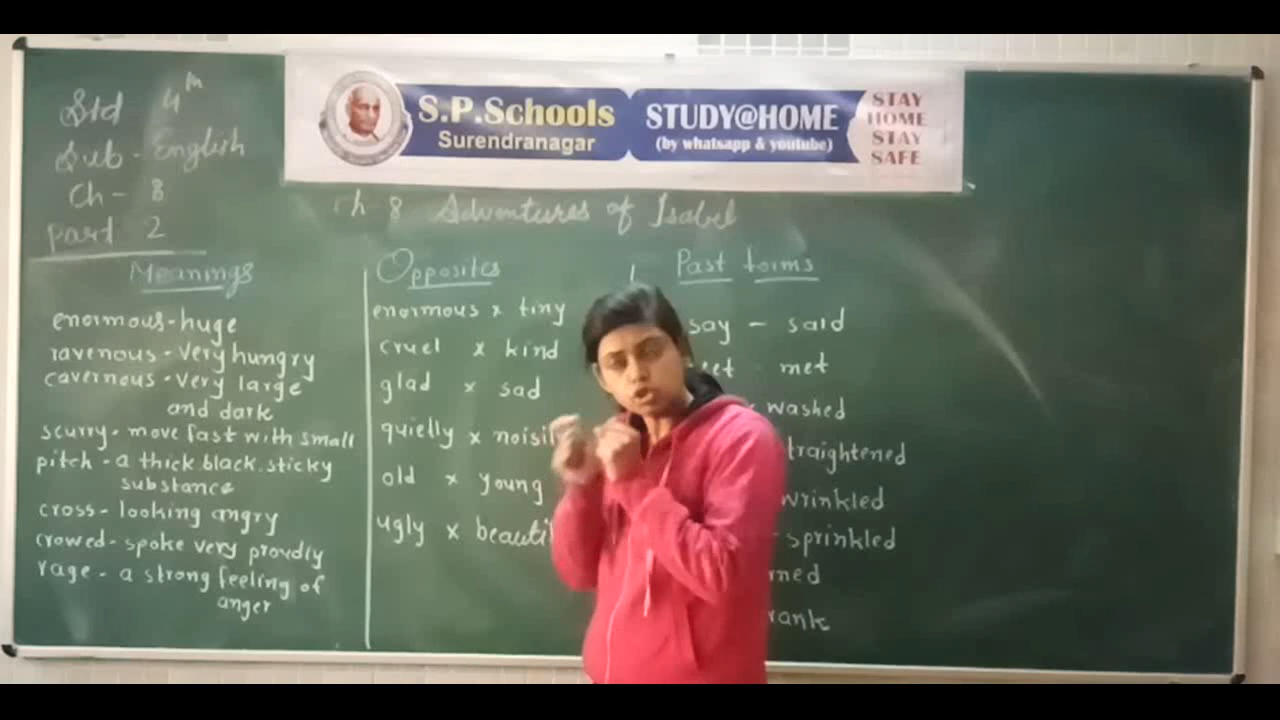 S.P.Schools
Surendranagar
STUDY@HOME
(by whatsapp & youtube)
STAY
HOME
STAY
SAFE
Std 4th
Sub - English
Ch - 8
part 2
Ch 8 Adventures of Isabel
Meanings
enormous - huge
ravenous - very hungry
cavernous - very large
and dark
scurry - move fast with small
pitch - a thick black sticky
substance
cross - looking angry
crowed - spoke very proudly
rage - a strong feeling of
anger
Opposites
enormous x tiny
cruel x kind
glad x sad
quietly x noisil
old x young
ugly x beauti
Past forms
say - said
eet - met
washed
traightened
wrinkled
- sprinkled
rned
rank